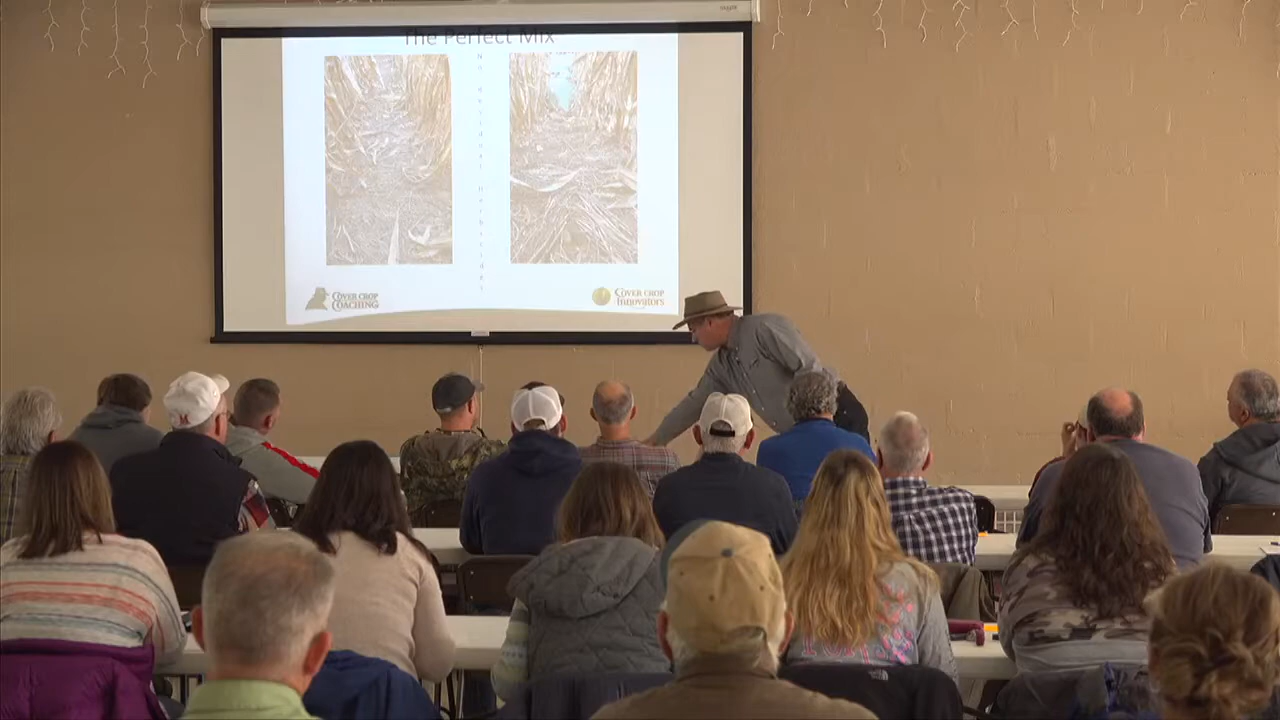 The Perfect Mix
COVER CROP
COACHING
COVER CROP
INNOVATORS